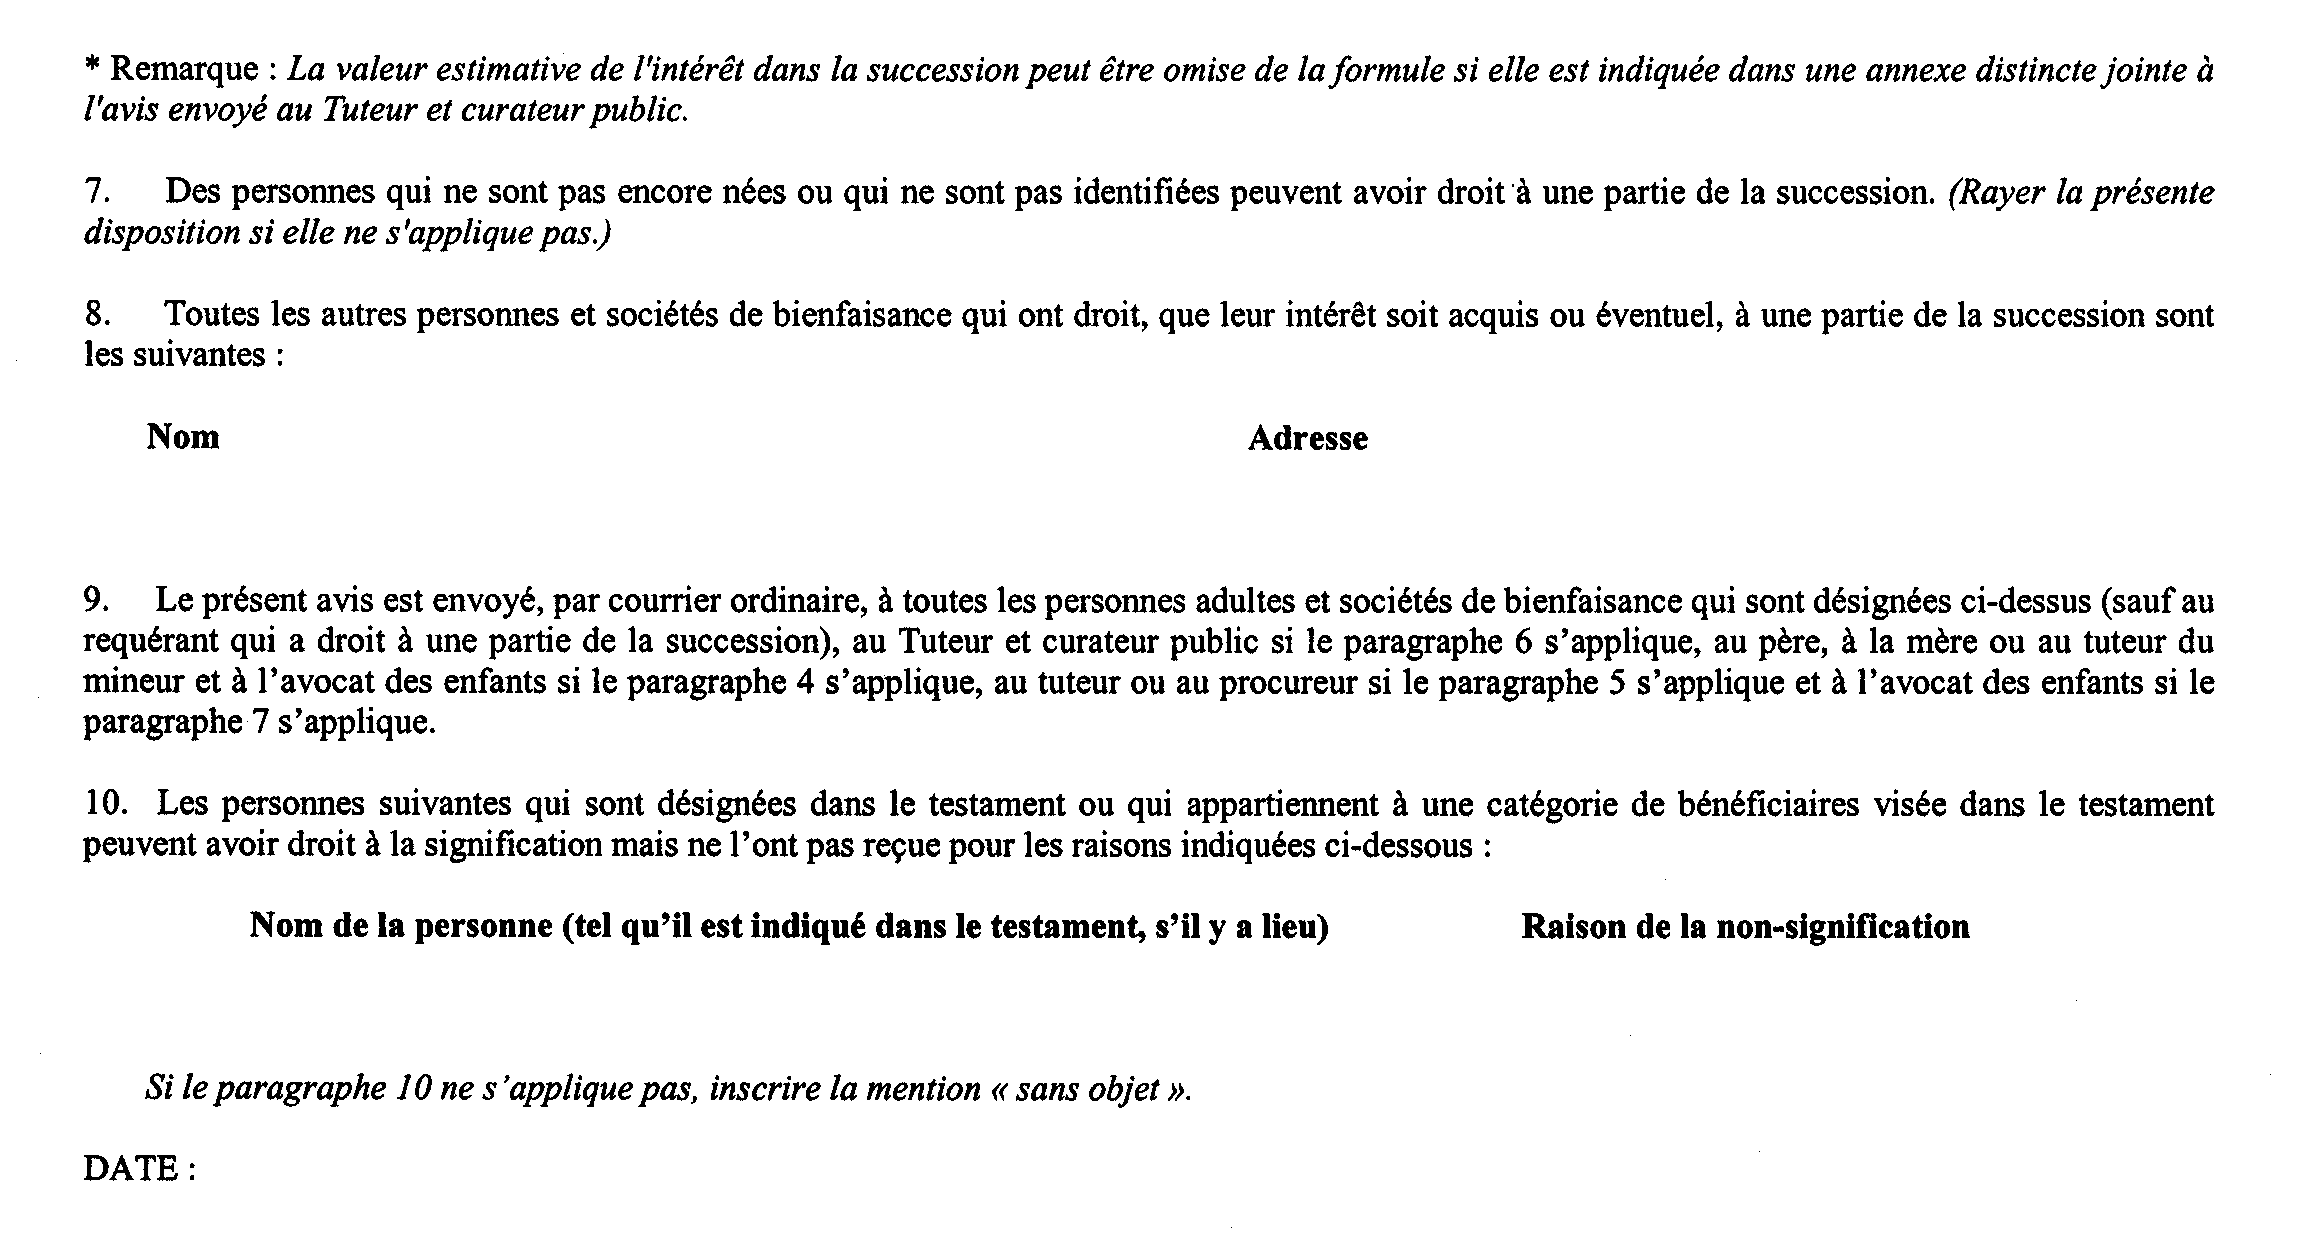 * Remarque : La valeur estimative de l'intérêt dans la succession peut être omise de la formule si elle est indiquée dans une annexe distincte jointe à
l'avis envoyé au Tuteur et curateur public.
7. Des personnes qui ne sont pas encore nées ou qui ne sont pas identifiées peuvent avoir droit à une partie de la succession. (Rayer la présente
disposition si elle ne s'applique pas.)
8. Toutes les autres personnes et sociétés de bienfaisance qui ont droit, que leur intérêt soit acquis ou éventuel, à une partie de la succession sont
les suivantes :
Nom Adresse
9. Le présent avis est envoyé, par courrier ordinaire, à toutes les personnes adultes et sociétés de bienfaisance qui sont désignées ci-dessus (sauf au
requérant qui a droit à une partie de la succession), au Tuteur et curateur public si le paragraphe 6 s’applique, au père, à la mère ou au tuteur du
mineur et à l’avocat des enfants si le paragraphe 4 s’applique, au tuteur ou au procureur si le paragraphe 5 s’applique et à l’avocat des enfants si le
paragraphe 7 s’applique.
10. Les personnes suivantes qui sont désignées dans le testament ou qui appartiennent à une catégorie de bénéficiaires visée dans le testament
peuvent avoir droit à la signification mais ne l’ont pas reçue pour les raisons indiquées ci-dessous :
Nom de la personne (tel qu’il est indiqué dans le testament, s’il y a lieu) Raison de la non-signification
Si le paragraphe 10 ne s’applique pas, inscrire la mention « sans objet ».
DATE :